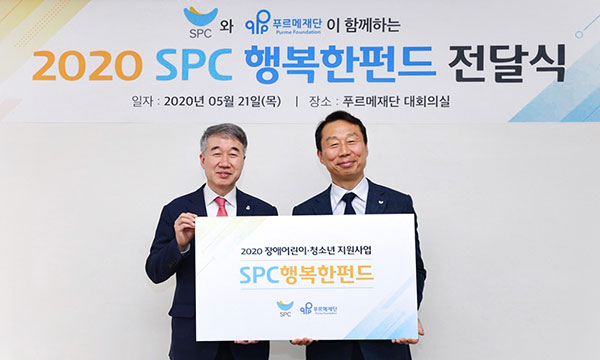 SPC 와 푸르메재단 이 함께하는
Purme Foundation
2020 SPC 행복한펀드 전달식
일자 : 2020년 05월 21일(목) | 장소 : 푸르메재단 대회의실
2020 장애어린이·청소년 지원사업
SPC행복한펀드
SPC 푸르메재단
Purme Foundation